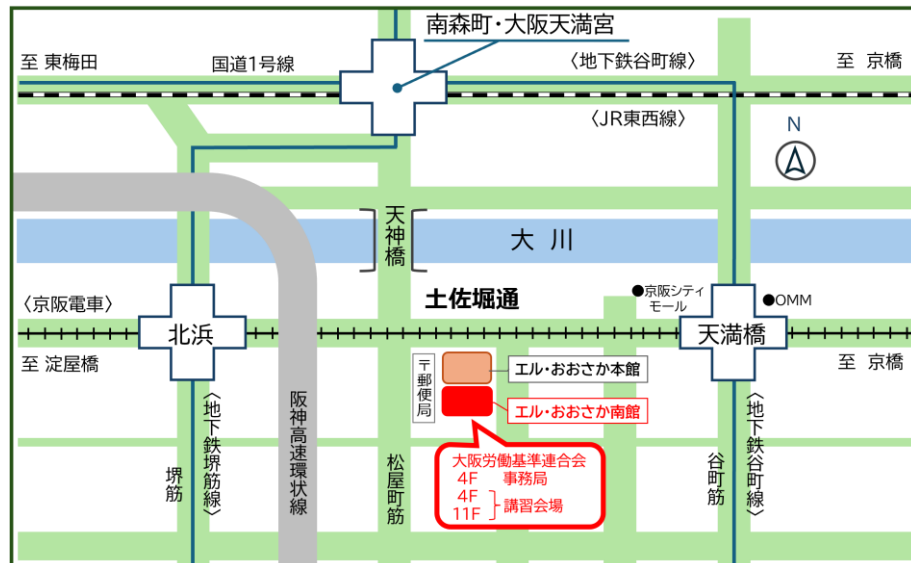 南森町・大阪天満宮
至 東梅田
国道1号線
〈地下鉄谷町線〉
至 京橋
〈JR東西線〉
N
天神橋
大 川
〈京阪電車〉
土佐堀通
●京阪シティ
モール
●OMM
北浜
天満橋
至 淀屋橋
至 京橋
〒郵便局
エル・おおさか本館
エル・おおさか南館
大阪労働基準連合会
4F 事務局
4F
11F
講習会場
堺筋
〈地下鉄堺筋線〉
阪神高速環状線
松屋町筋
谷町筋
〈地下鉄谷町線〉